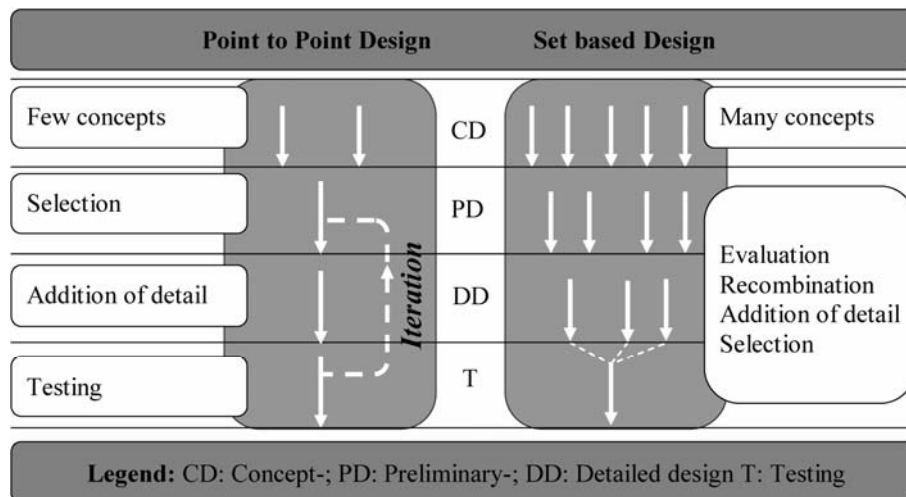 Point to Point Design
Set based Design
Few concepts
CD
Many concepts
Selection
PD
Iteration
Addition of detail
DD
Evaluation
Recombination
Addition of detail
Selection
Testing
T
Legend: CD: Concept-; PD: Preliminary-; DD: Detailed design T: Testing